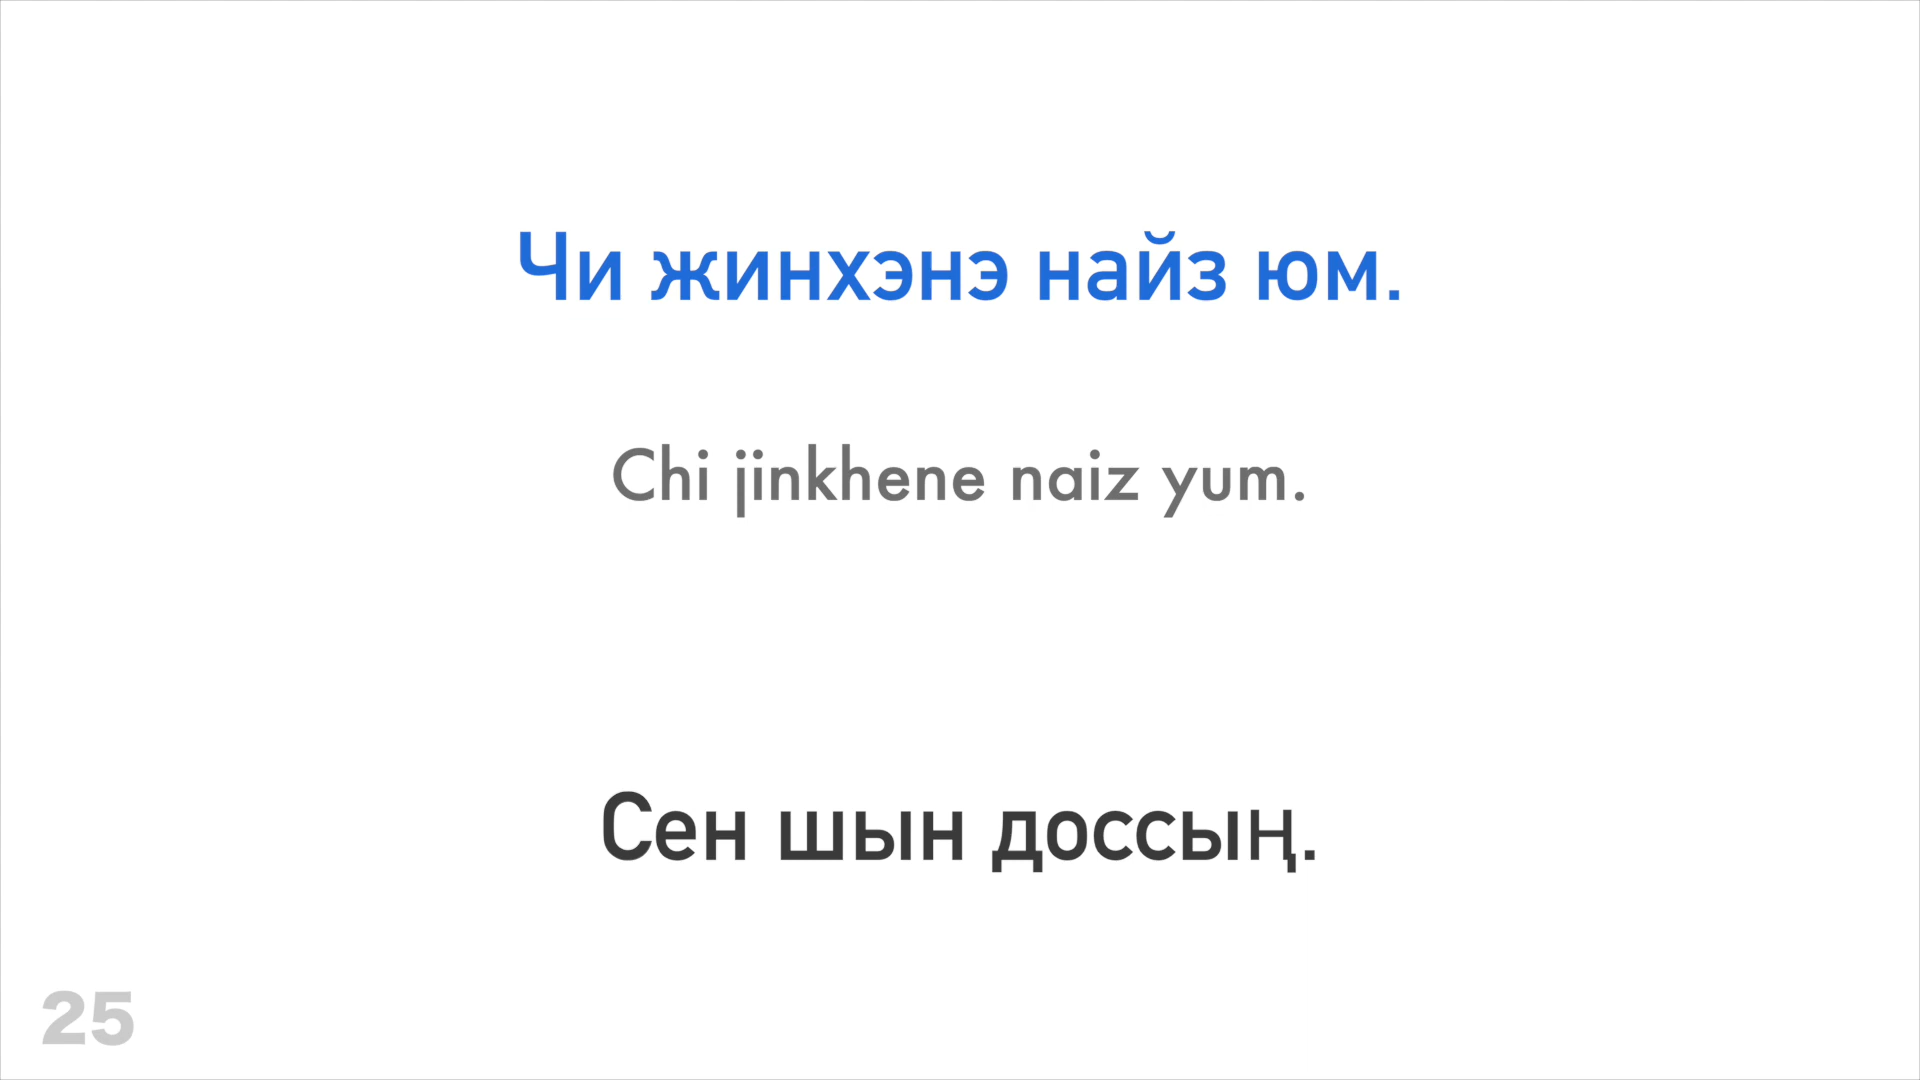 Чи жинхэнэ найз юм.
Chi jinkhene naiz yum.
Сен шын доссың.
25